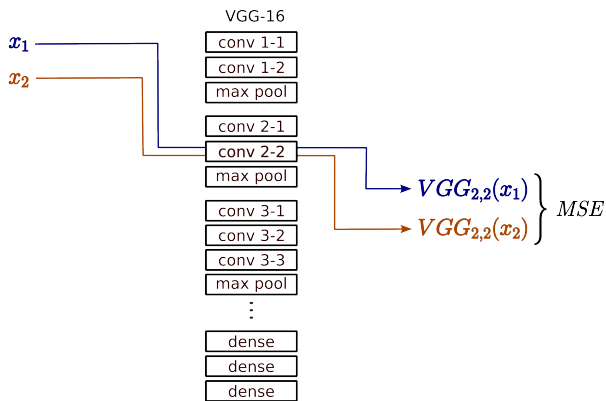 VGG-16
x₁
conv 1-1
x₂
conv 1-2
max pool
conv 2-1
conv 2-2
max pool
VGG₂,₂(x₁)
MSE
conv 3-1
VGG₂,₂(x₂)
conv 3-2
conv 3-3
max pool
⋮
dense
dense
dense